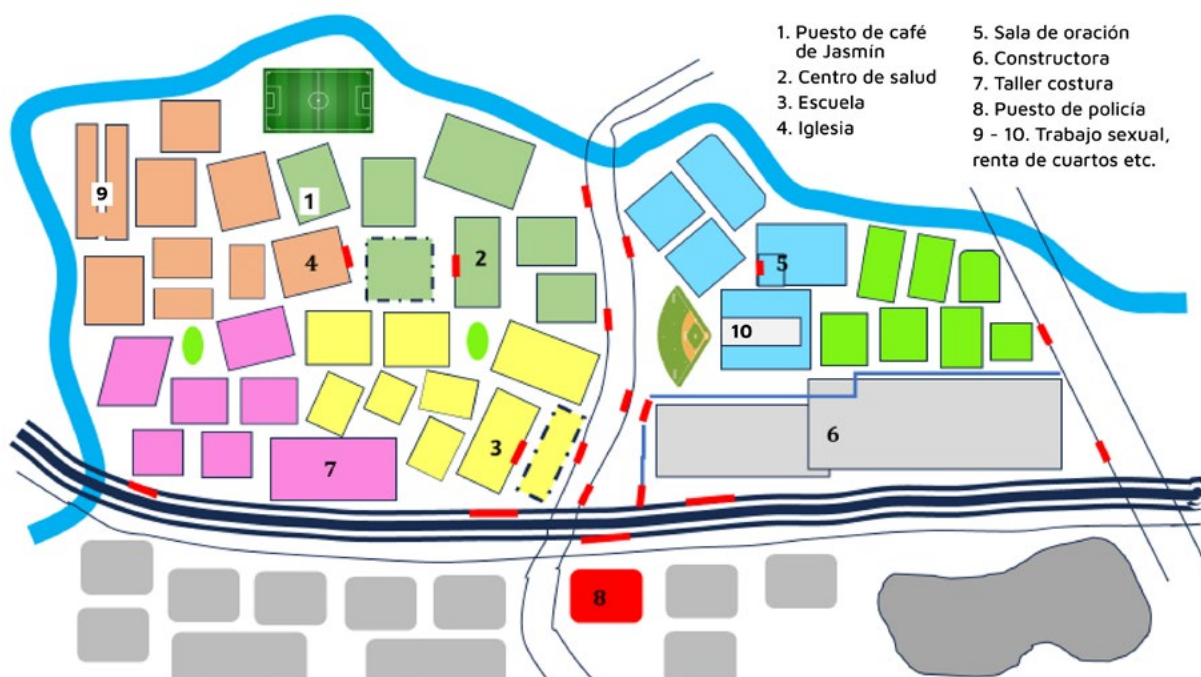 1. Puesto de café
de Jasmín
2. Centro de salud
3. Escuela
4. Iglesia
5. Sala de oración
6. Constructora
7. Taller costura
8. Puesto de policía
9 - 10. Trabajo sexual,
renta de cuartos etc.
9
1
4
2
5
10
3
7
6
8